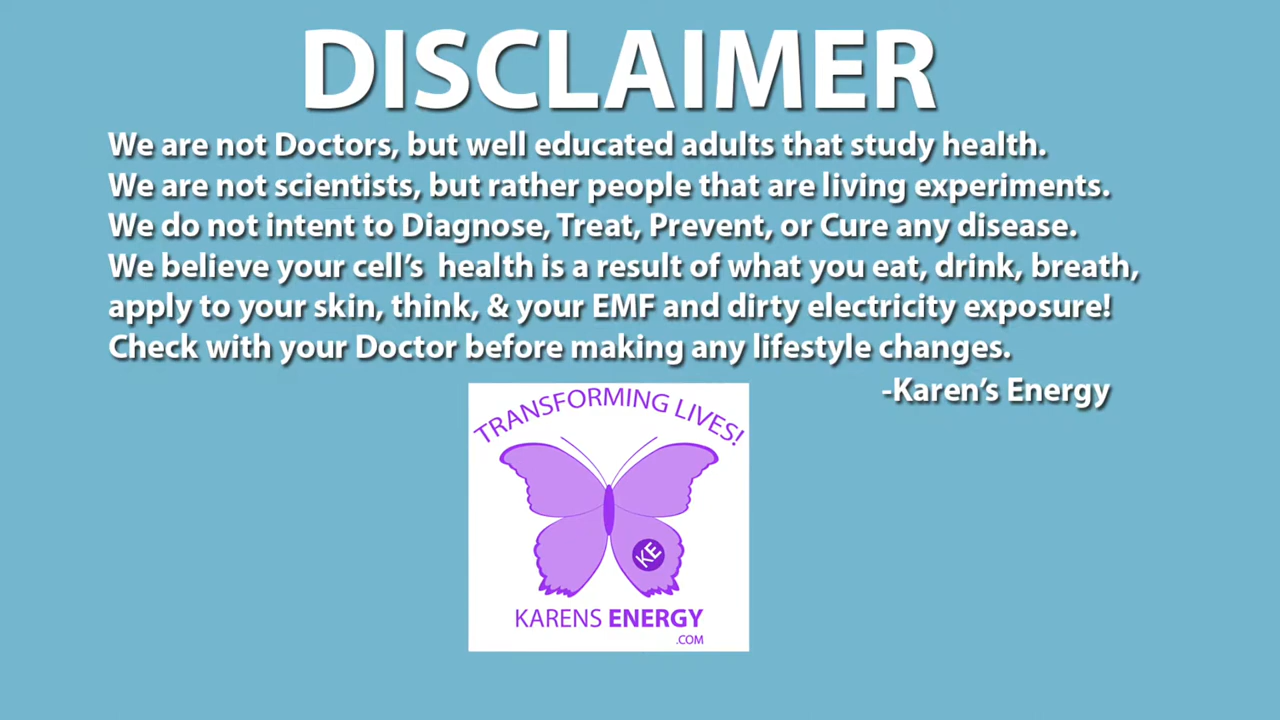 DISCLAIMER
We are not Doctors, but well educated adults that study health.
We are not scientists, but rather people that are living experiments.
We do not intent to Diagnose, Treat, Prevent, or Cure any disease.
We believe your cell’s  health is a result of what you eat, drink, breath,
apply to your skin, think, & your EMF and dirty electricity exposure!
Check with your Doctor before making any lifestyle changes.
-Karen’s Energy
TRANSFORMING LIVES!
KE
KARENS ENERGY
.COM